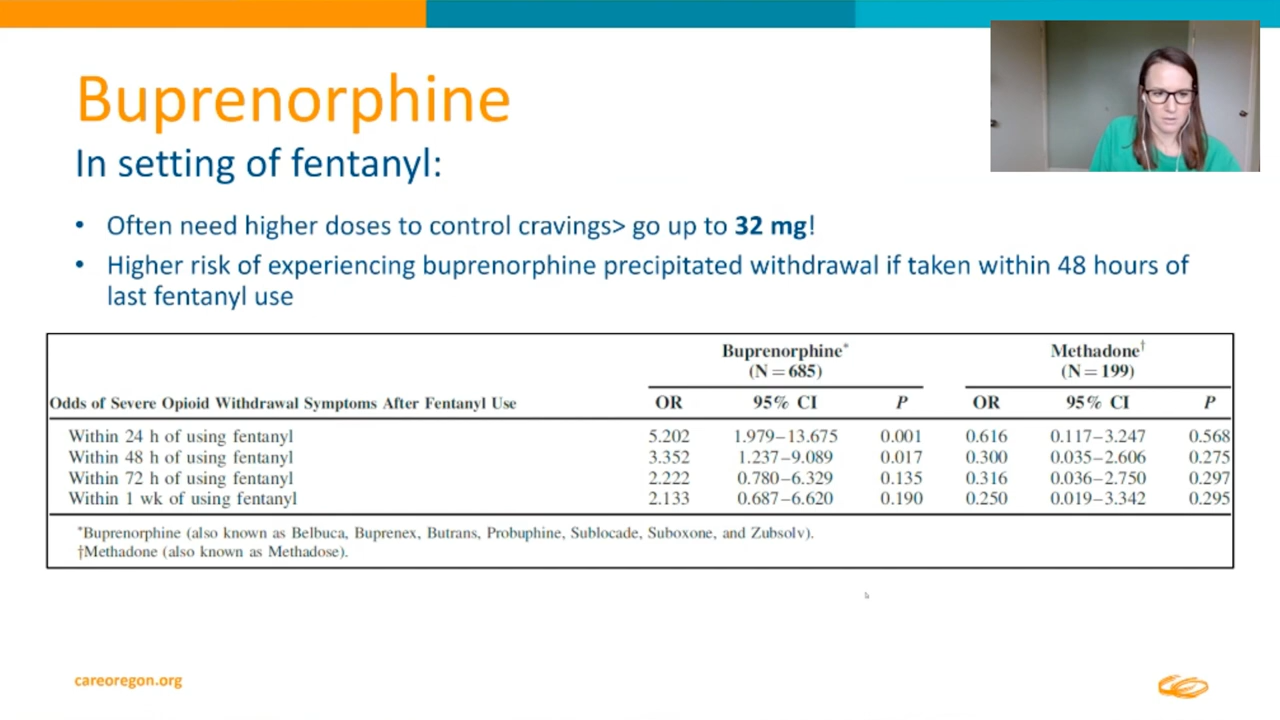 Buprenorphine
In setting of fentanyl:
• Often need higher doses to control cravings> go up to 32 mg!
• Higher risk of experiencing buprenorphine precipitated withdrawal if taken within 48 hours of
last fentanyl use
Buprenorphine* Methadone†
(N = 685) (N = 199)
Odds of Severe Opioid Withdrawal Symptoms After Fentanyl Use OR 95% CI P OR 95% CI P
Within 24 h of using fentanyl 5.202 1.979–13.675 0.001 0.616 0.117–3.247 0.568
Within 48 h of using fentanyl 3.352 1.237–9.089 0.017 0.300 0.035–2.606 0.275
Within 72 h of using fentanyl 2.222 0.780–6.329 0.135 0.316 0.036–2.750 0.297
Within 1 wk of using fentanyl 2.133 0.687–6.620 0.190 0.250 0.019–3.342 0.295
*Buprenorphine (also known as Belbuca, Buprenex, Butrans, Probuphine, Sublocade, Suboxone, and Zubsolv).
†Methadone (also known as Methadose).
careoregon.org